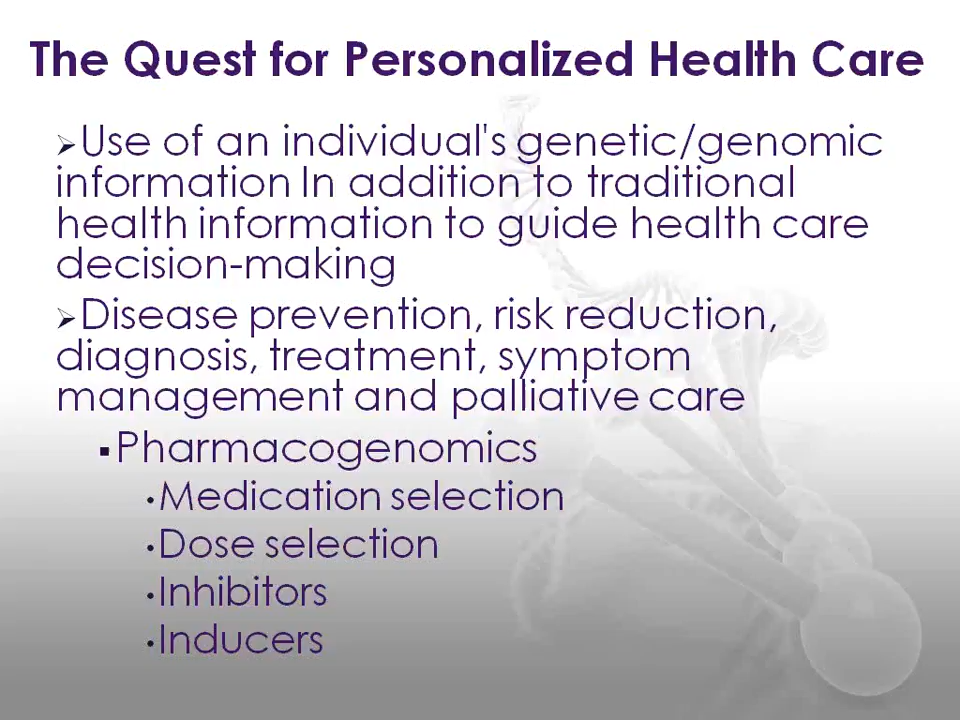 The Quest for Personalized Health Care
➢Use of an individual's genetic/genomic
information In addition to traditional
health information to guide health care
decision-making
➢Disease prevention, risk reduction,
diagnosis, treatment, symptom
management and palliative care
▪Pharmacogenomics
•Medication selection
•Dose selection
•Inhibitors
•Inducers